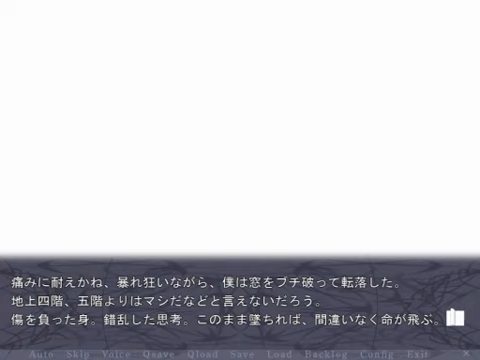 痛みに耐えかね、暴れ狂いながら、僕は窓をブチ破って転落した。
地上四階、五階よりはマシだなどと言えないだろう。
傷を負った身。錯乱した思考。このまま墜ちれば、間違いなく命が飛ぶ。
Auto Skip Voice Qsave Qload Save Load Backlog Config Exit ×